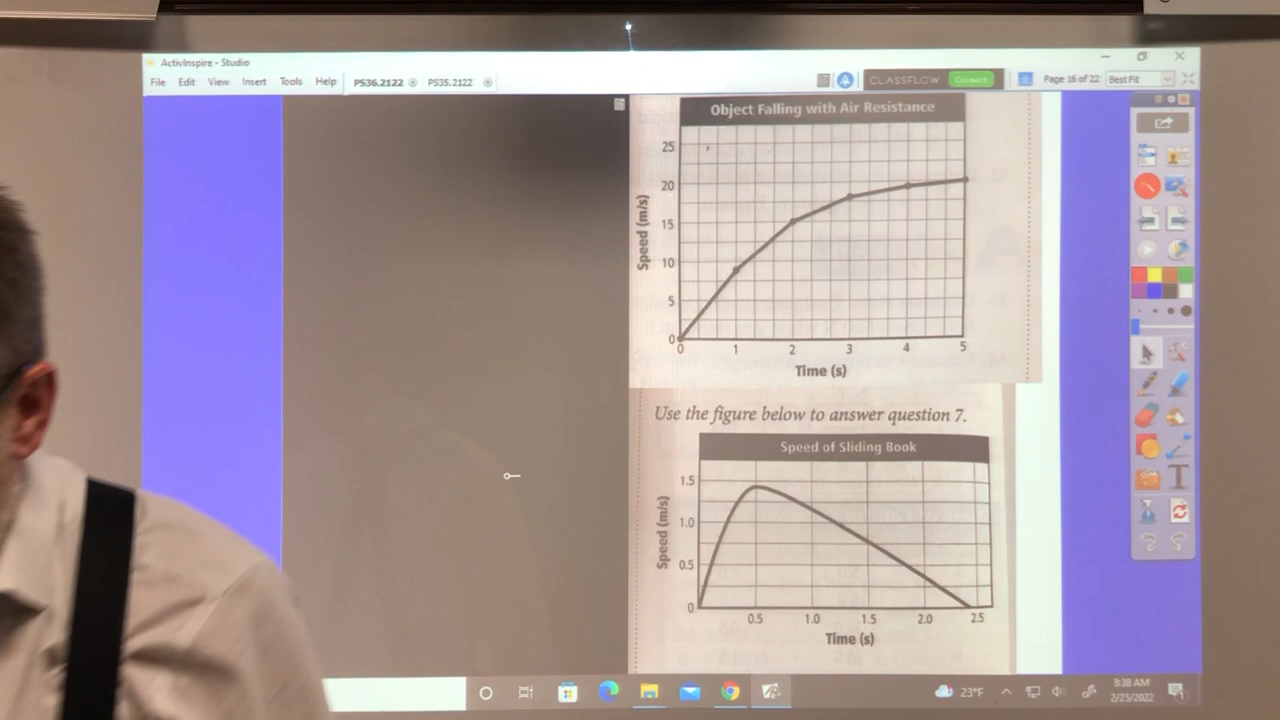 ActivInspire - Studio
File Edit View Insert Tools Help PS36.2122 PS35.2122 CLASSFLOW Connect Page 16 of 22 Best Fit
Object Falling with Air Resistance
25
20
15
10
5
0
Speed (m/s)
0 1 2 3 4 5
Time (s)
Use the figure below to answer question 7.
Speed of Sliding Book
1.5
1.0
0.5
0
Speed (m/s)
0.5 1.0 1.5 2.0 2.5
Time (s)
T
23°F
8:38 AM
2/25/2022